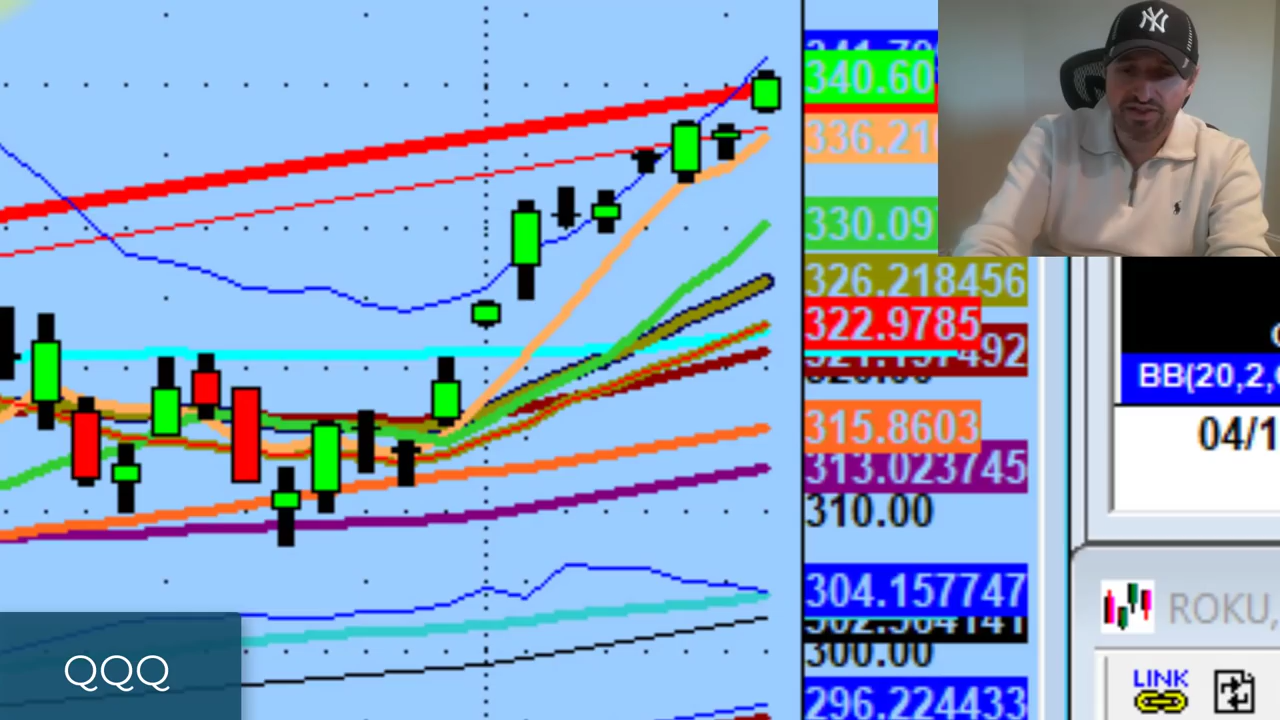 340.60
336.21
330.09
326.218456
322.9785
315.8603
313.023745
310.00
304.157747
300.00
296.224433
BB(20,2,
04/1
ROKU,
LINK
QQQ
NY